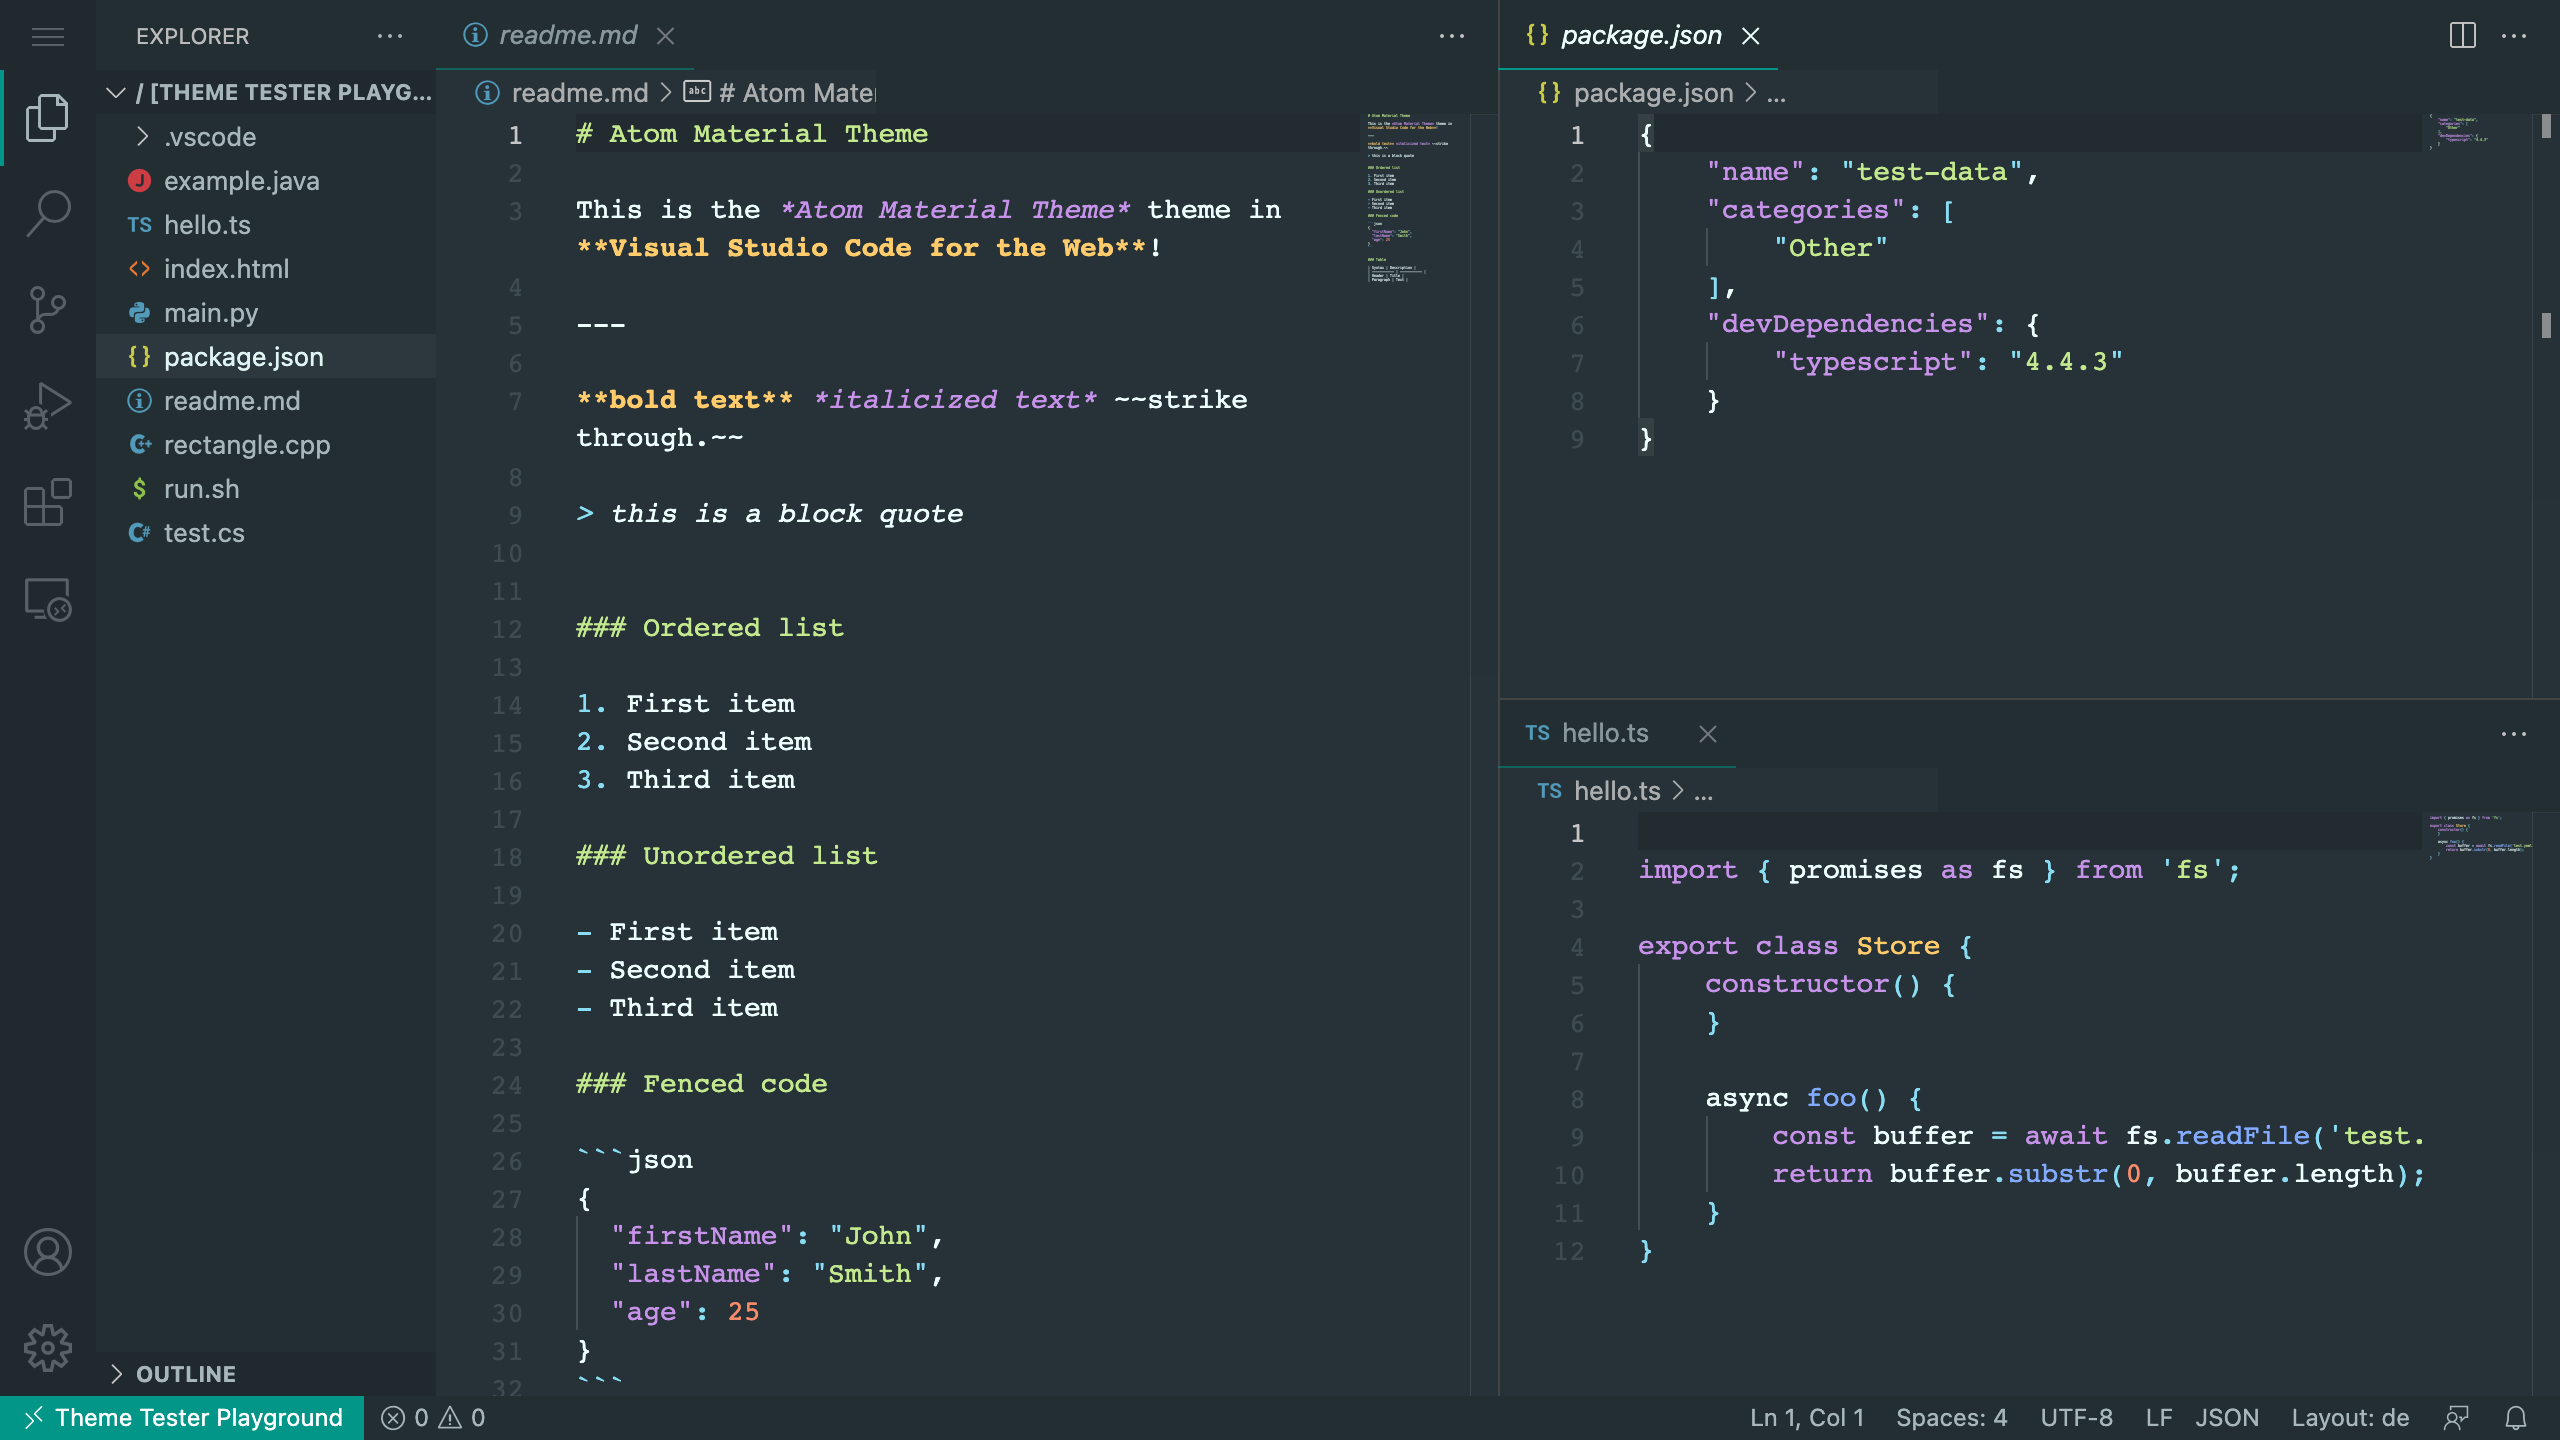 EXPLORER
/ [THEME TESTER PLAYG...
.vscode
example.java
hello.ts
index.html
main.py
package.json
readme.md
rectangle.cpp
run.sh
test.cs
OUTLINE
readme.md
readme.md > # Atom Mate
1 # Atom Material Theme
2
3 This is the *Atom Material Theme* theme in
**Visual Studio Code for the Web**!
4
5 ---
6
7 **bold text** *italicized text* ~~strike
through.~~
8
9 > this is a block quote
10
11
12 ### Ordered list
13
14 1. First item
15 2. Second item
16 3. Third item
17
18 ### Unordered list
19
20 - First item
21 - Second item
22 - Third item
23
24 ### Fenced code
25
26 ```json
27 {
28 "firstName": "John",
29 "lastName": "Smith",
30 "age": 25
31 }
32 ```
package.json
package.json > ...
1 {
2 "name": "test-data",
3 "categories": [
4 "Other"
5 ],
6 "devDependencies": {
7 "typescript": "4.4.3"
8 }
9 }
TS hello.ts
TS hello.ts > ...
1
2 import { promises as fs } from 'fs';
3
4 export class Store {
5 constructor() {
6 }
7
8 async foo() {
9 const buffer = await fs.readFile('test.
10 return buffer.substr(0, buffer.length);
11 }
12 }
Theme Tester Playground 0 0
Ln 1, Col 1 Spaces: 4 UTF-8 LF JSON Layout: de